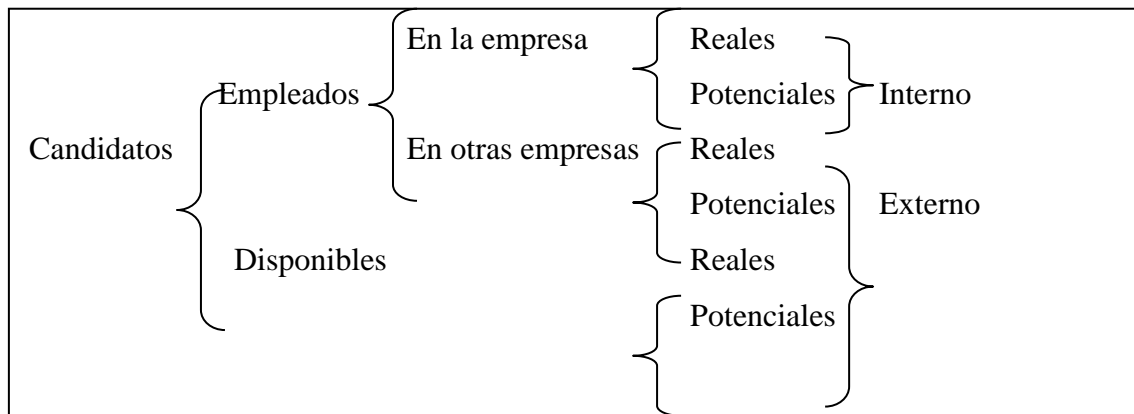 En la empresa Reales
Empleados Potenciales Interno
Candidatos En otras empresas Reales
Potenciales Externo
Disponibles Reales
Potenciales